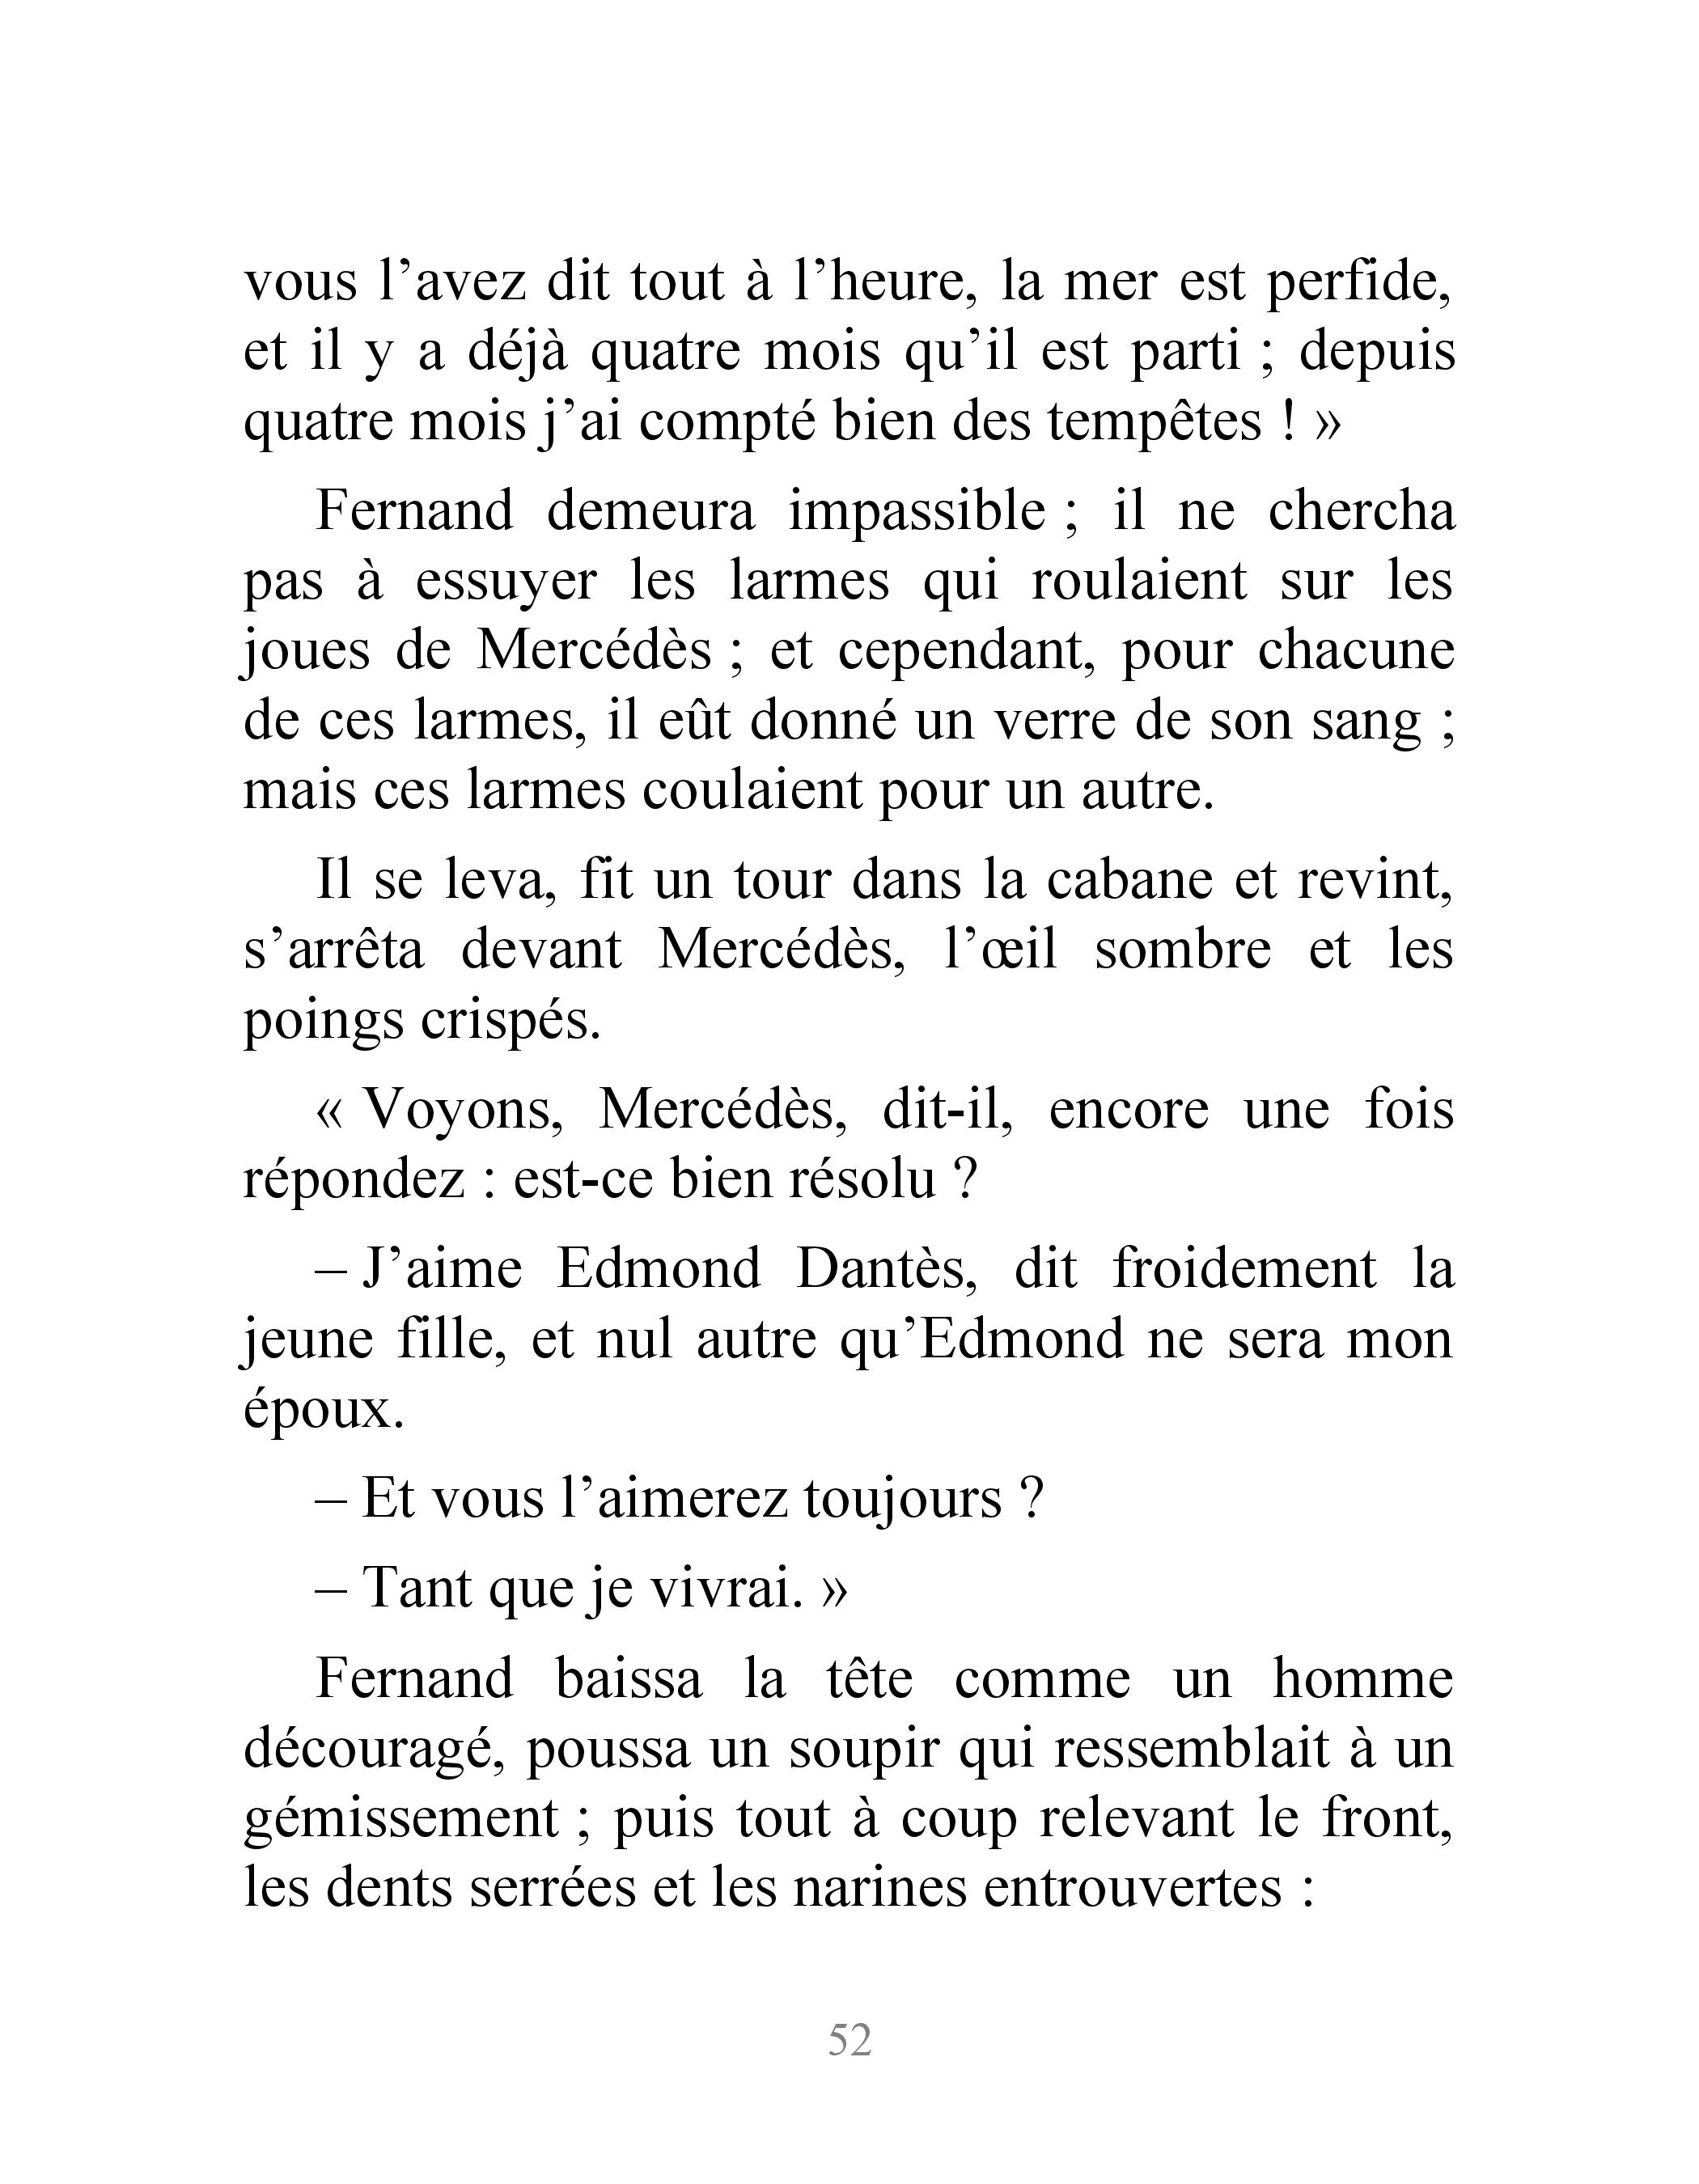 vous l’avez dit tout à l’heure, la mer est perfide,
et il y a déjà quatre mois qu’il est parti ; depuis
quatre mois j’ai compté bien des tempêtes ! »
Fernand demeura impassible ; il ne chercha
pas à essuyer les larmes qui roulaient sur les
joues de Mercédès ; et cependant, pour chacune
de ces larmes, il eût donné un verre de son sang ;
mais ces larmes coulaient pour un autre.
Il se leva, fit un tour dans la cabane et revint,
s’arrêta devant Mercédès, l’œil sombre et les
poings crispés.
« Voyons, Mercédès, dit-il, encore une fois
répondez : est-ce bien résolu ?
– J’aime Edmond Dantès, dit froidement la
jeune fille, et nul autre qu’Edmond ne sera mon
époux.
– Et vous l’aimerez toujours ?
– Tant que je vivrai. »
Fernand baissa la tête comme un homme
découragé, poussa un soupir qui ressemblait à un
gémissement ; puis tout à coup relevant le front,
les dents serrées et les narines entrouvertes :
52